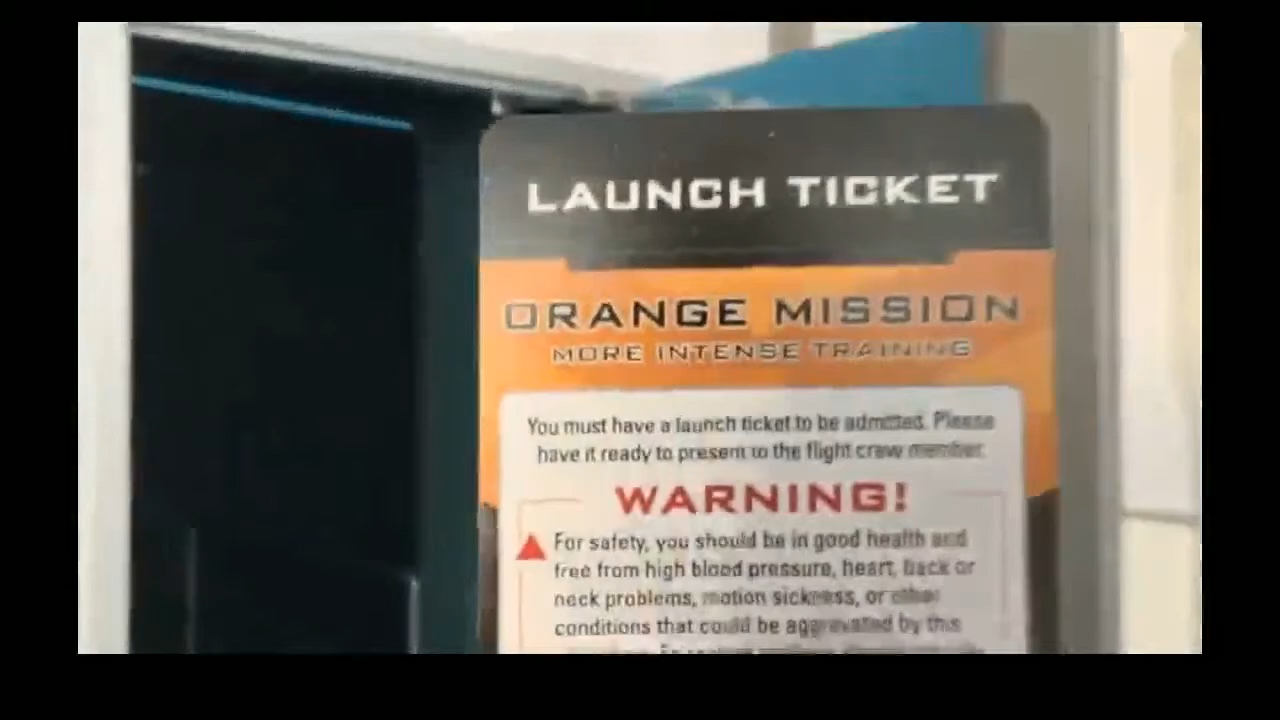 LAUNCH TICKET
ORANGE MISSION
MORE INTENSE TRAINING
You must have a launch ticket to be admitted. Please
have it ready to present to the flight crew member.
WARNING!
For safety, you should be in good health and
free from high blood pressure, heart, back or
neck problems, motion sickness, or other
conditions that could be aggravated by this